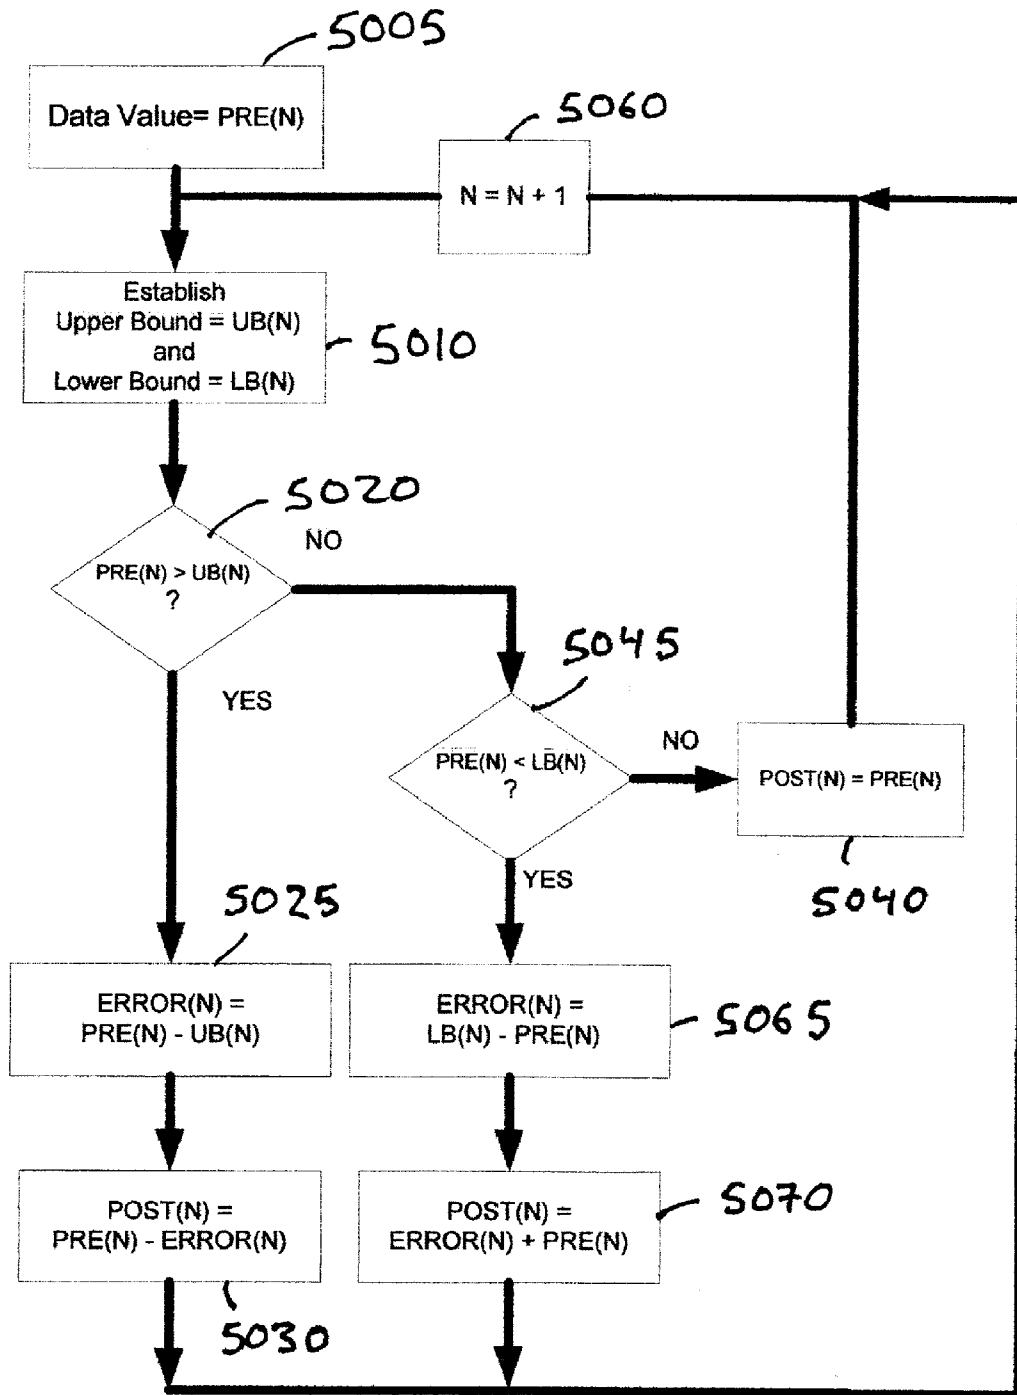 5005
Data Value= PRE(N)
5060
N = N + 1
Establish
Upper Bound = UB(N)
and
Lower Bound = LB(N)
5010
5020
NO
PRE(N) > UB(N)
?
YES
5045
PRE(N) < LB(N)
?
NO
POST(N) = PRE(N)
5040
YES
5025
ERROR(N) =
PRE(N) - UB(N)
ERROR(N) =
LB(N) - PRE(N)
5065
POST(N) =
PRE(N) - ERROR(N)
5030
POST(N) =
ERROR(N) + PRE(N)
5070